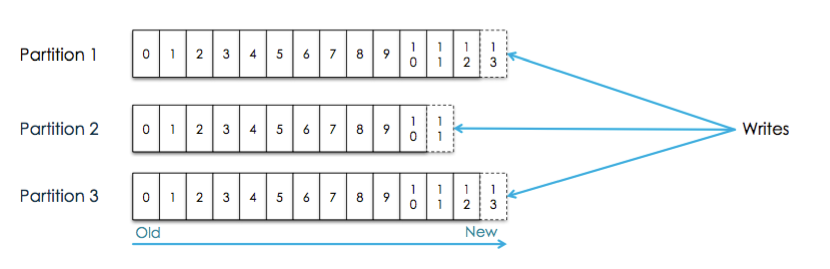 Partition 1 0 1 2 3 4 5 6 7 8 9 10 11 12 13
Partition 2 0 1 2 3 4 5 6 7 8 9 10 11 Writes
Partition 3 0 1 2 3 4 5 6 7 8 9 10 11 12 13
Old New